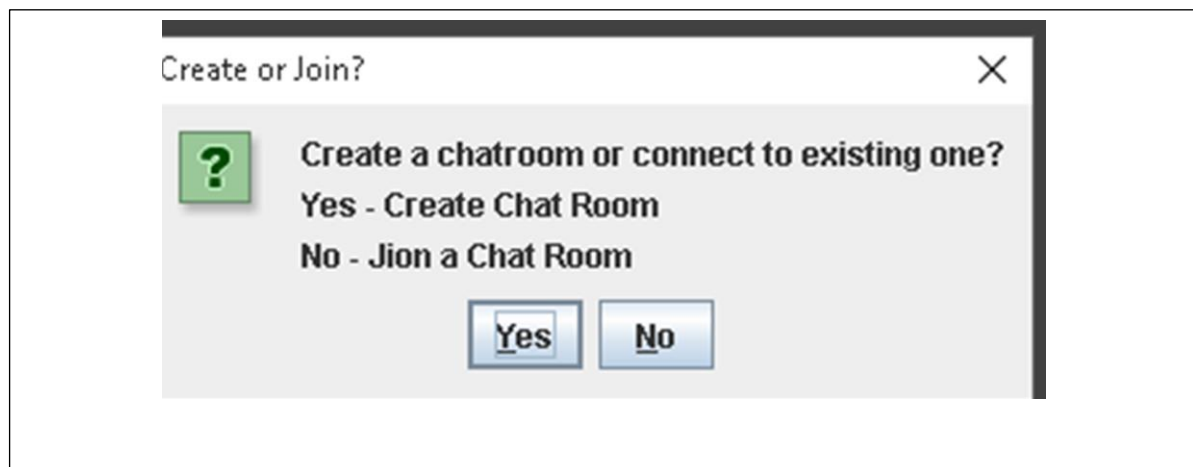 Create or Join?
?
Create a chatroom or connect to existing one?
Yes - Create Chat Room
No - Jion a Chat Room
Yes No